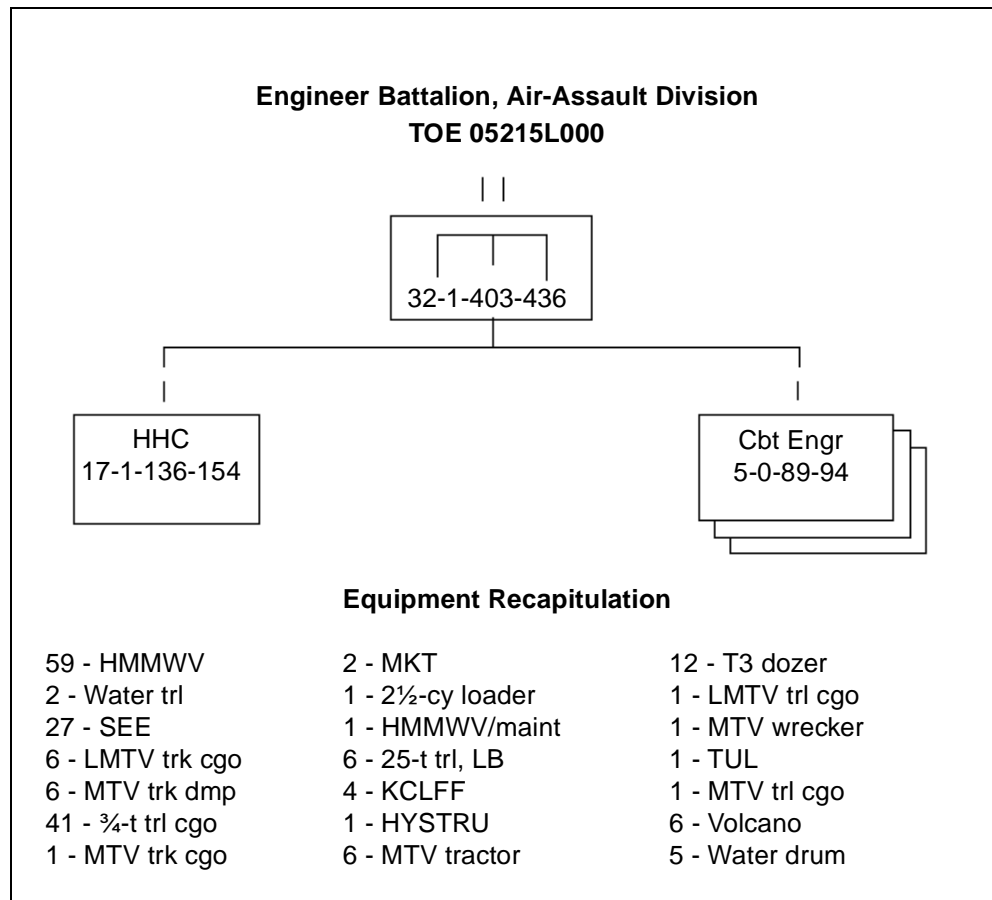 Engineer Battalion, Air-Assault Division
TOE 05215L000
32-1-403-436
HHC
17-1-136-154
Cbt Engr
5-0-89-94
Equipment Recapitulation
59 - HMMWV
2 - Water trl
27 - SEE
6 - LMTV trk cgo
6 - MTV trk dmp
41 - ¾-t trl cgo
1 - MTV trk cgo
2 - MKT
1 - 2½-cy loader
1 - HMMWV/maint
6 - 25-t trl, LB
4 - KCLFF
1 - HYSTRU
6 - MTV tractor
12 - T3 dozer
1 - LMTV trl cgo
1 - MTV wrecker
1 - TUL
1 - MTV trl cgo
6 - Volcano
5 - Water drum